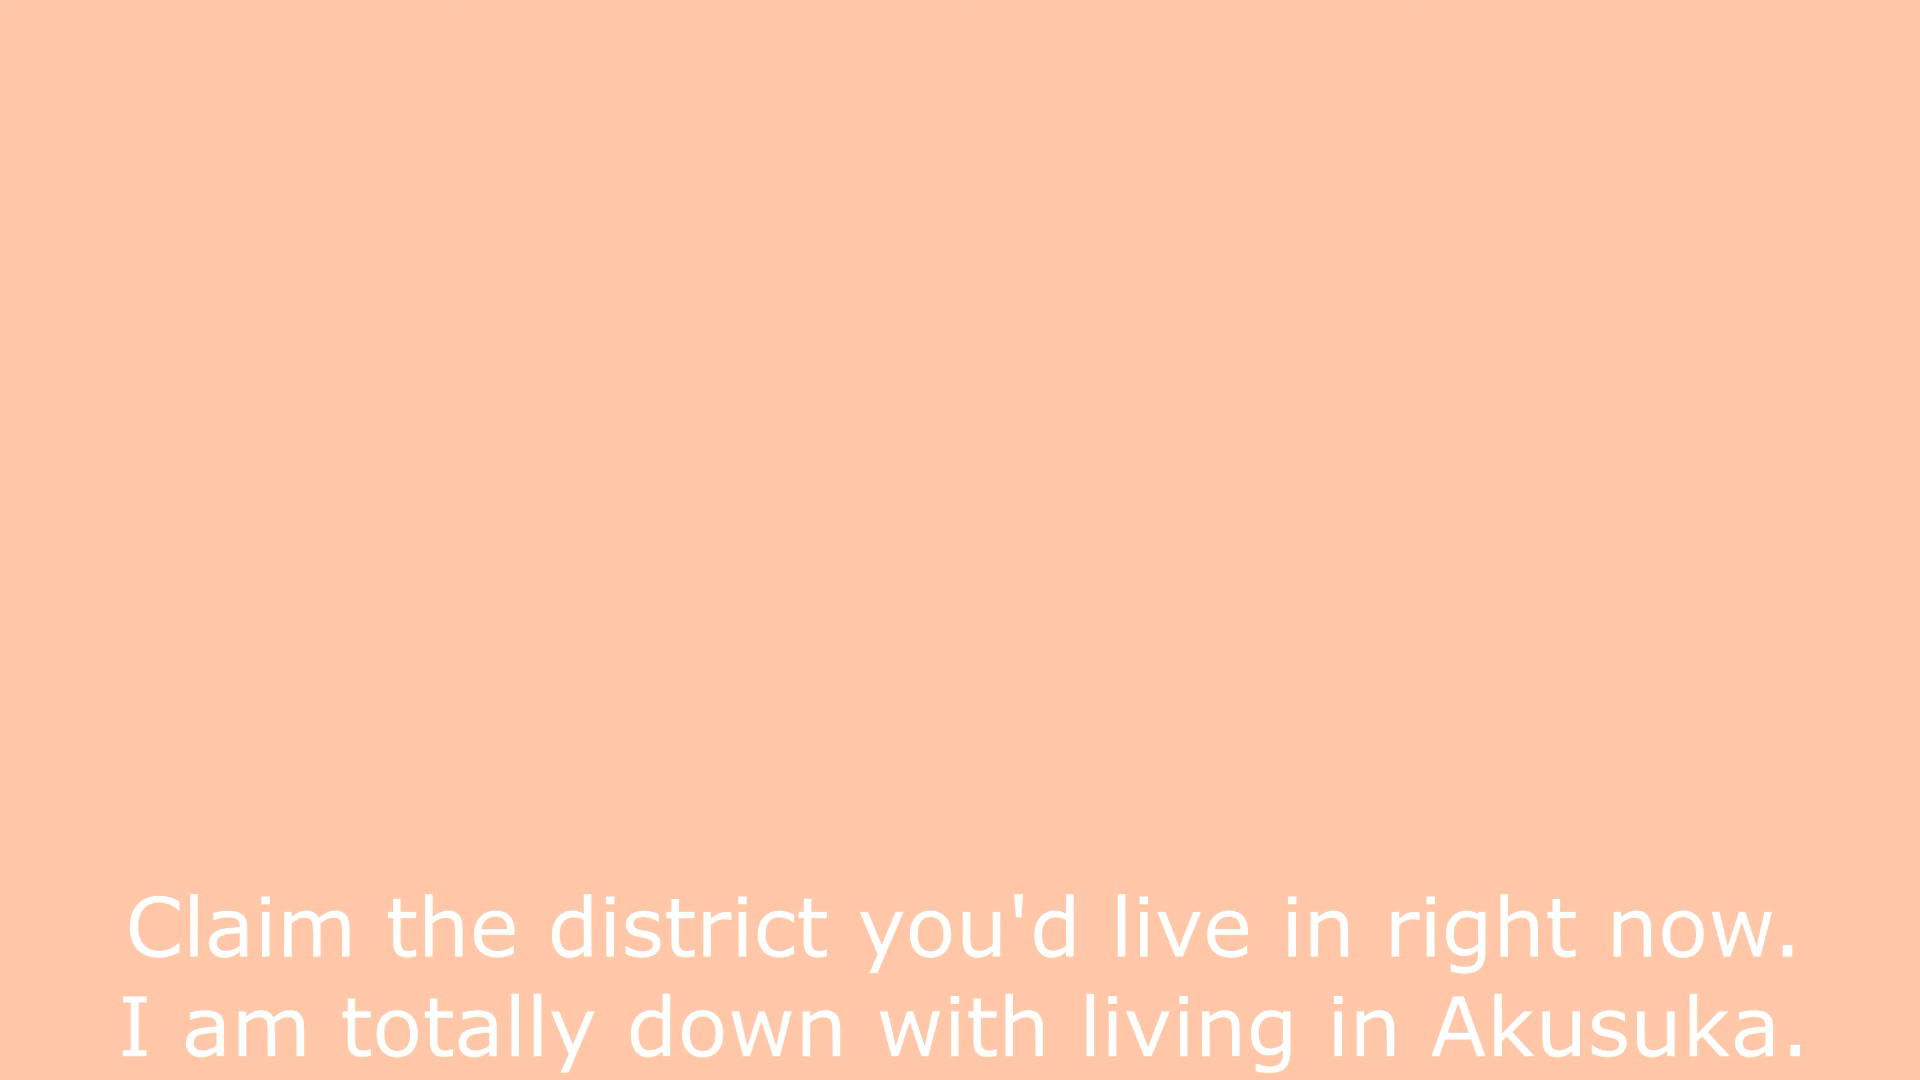 Claim the district you'd live in right now.
I am totally down with living in Akusuka.